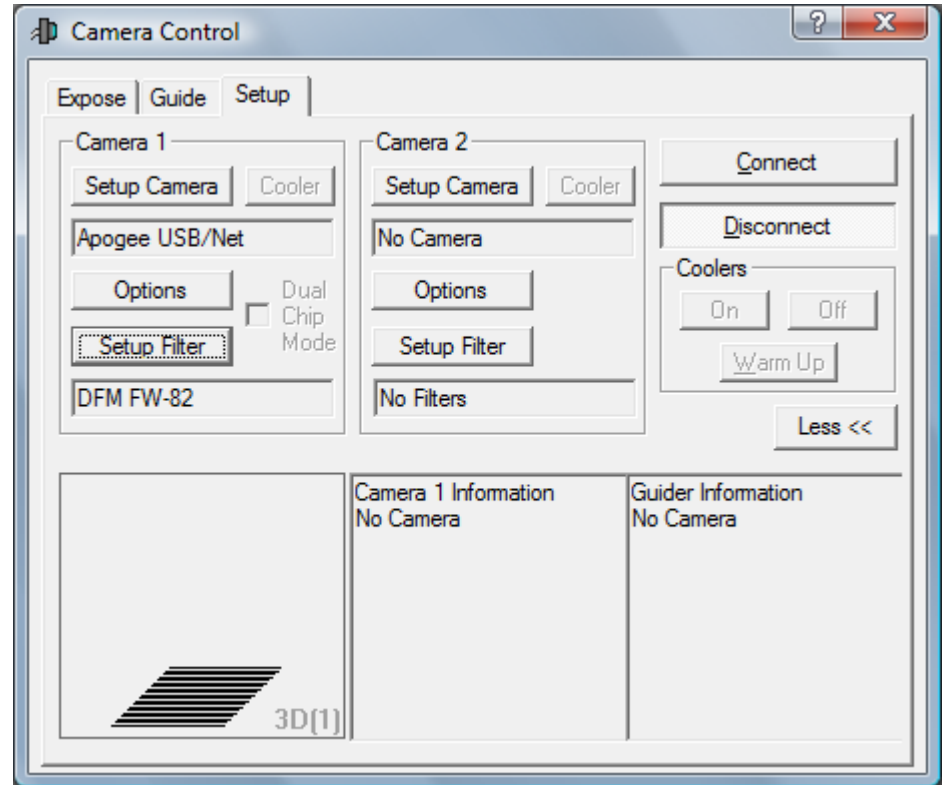 Camera Control
?
X
Expose Guide Setup
Camera 1
Setup Camera Cooler
Apogee USB/Net
Options
Dual
Chip
Mode
Setup Filter
DFM FW-82
Camera 2
Setup Camera Cooler
No Camera
Options
Setup Filter
No Filters
Connect
Disconnect
Coolers
On Off
Warm Up
Less <<
3D(1)
Camera 1 Information
No Camera
Guider Information
No Camera